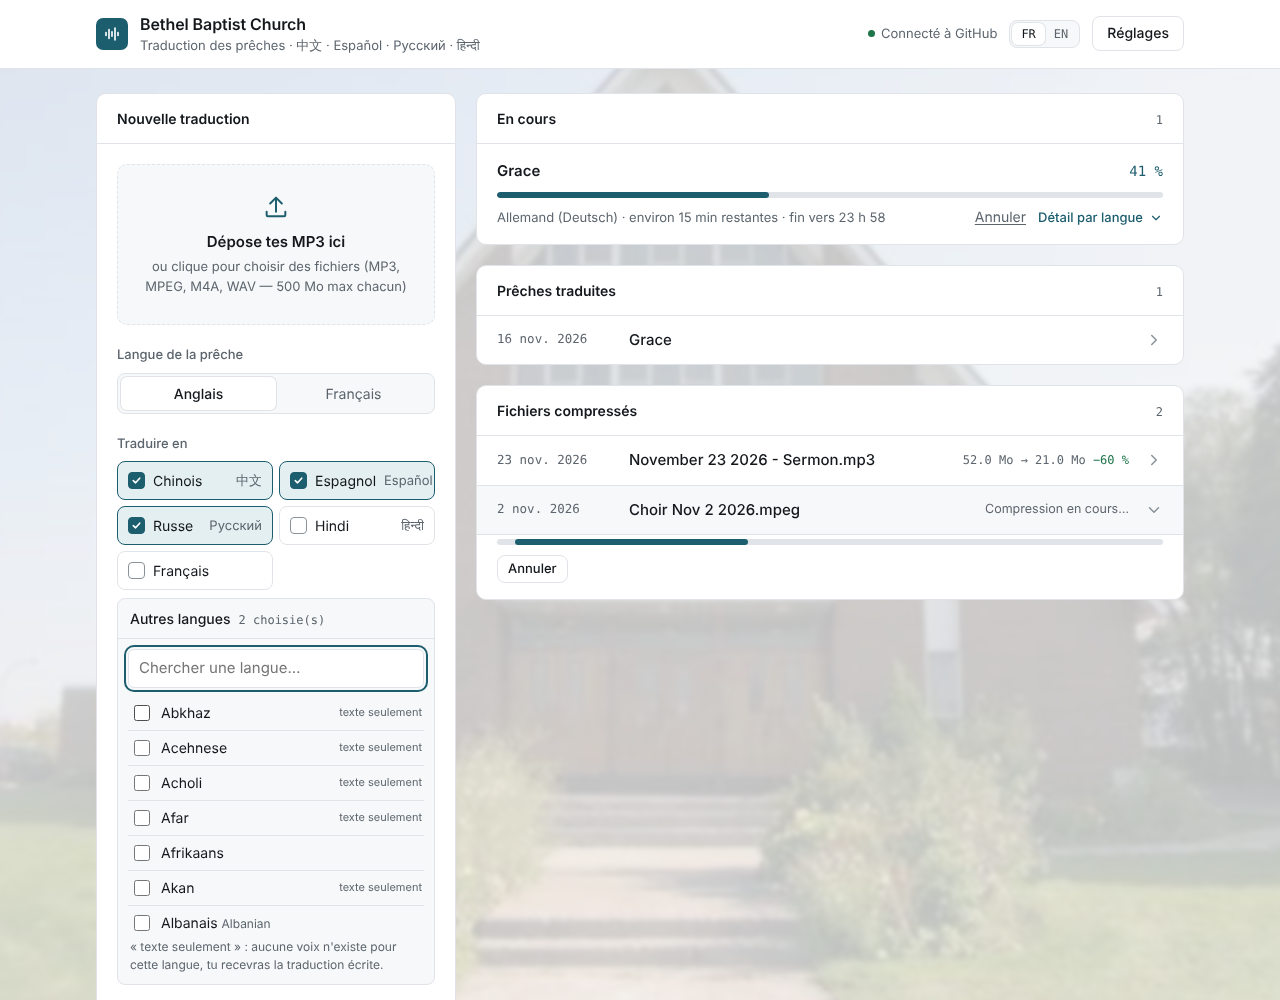 Bethel Baptist Church
Traduction des prêches · 中文 · Español · Русский · हिन्दी
Connecté à GitHub
FR EN
Réglages
Nouvelle traduction
Dépose tes MP3 ici
ou clique pour choisir des fichiers (MP3,
MPEG, M4A, WAV — 500 Mo max chacun)
Langue de la prêche
Anglais Français
Traduire en
Chinois 中文
Espagnol Español
Russe Русский
Hindi हिन्दी
Français
Autres langues 2 choisie(s)
Chercher une langue...
Abkhaz texte seulement
Acehnese texte seulement
Acholi texte seulement
Afar texte seulement
Afrikaans
Akan texte seulement
Albanais Albanian
« texte seulement » : aucune voix n'existe pour
cette langue, tu recevras la traduction écrite.
En cours 1
Grace 41 %
Allemand (Deutsch) · environ 15 min restantes · fin vers 23 h 58
Annuler Détail par langue
Prêches traduites 1
16 nov. 2026 Grace
Fichiers compressés 2
23 nov. 2026 November 23 2026 - Sermon.mp3 52.0 Mo → 21.0 Mo −60 %
2 nov. 2026 Choir Nov 2 2026.mpeg Compression en cours...
Annuler